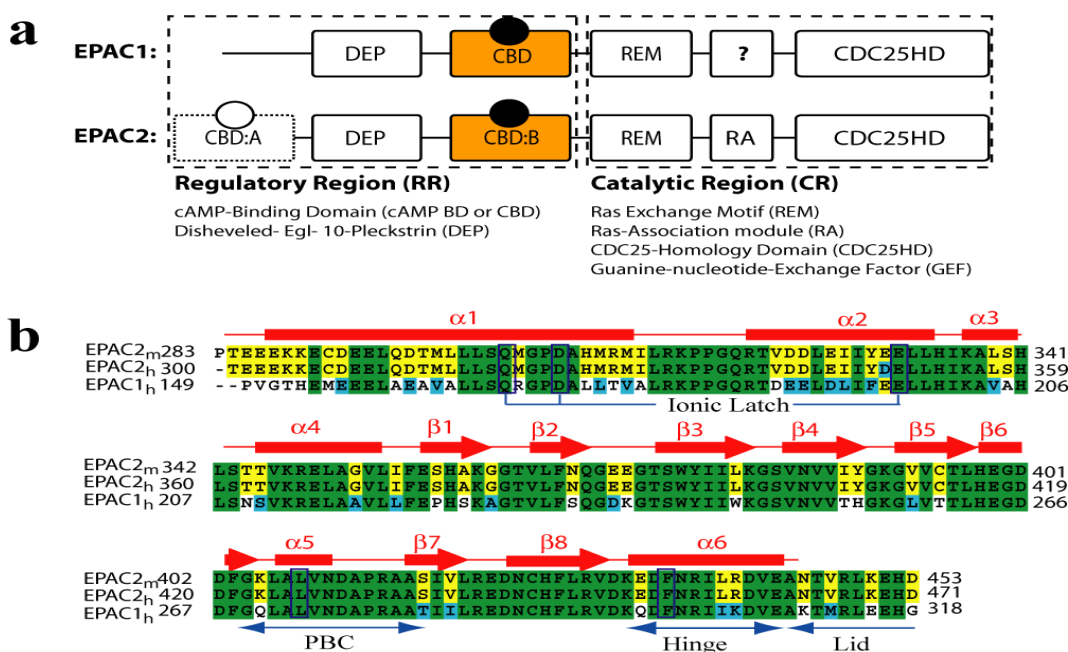 a
EPAC1: DEP CBD REM ? CDC25HD
EPAC2: CBD:A DEP CBD:B REM RA CDC25HD
Regulatory Region (RR)
cAMP-Binding Domain (cAMP BD or CBD)
Disheveled- Egl- 10-Pleckstrin (DEP)
Catalytic Region (CR)
Ras Exchange Motif (REM)
Ras-Association module (RA)
CDC25-Homology Domain (CDC25HD)
Guanine-nucleotide-Exchange Factor (GEF)
b
α1 α2 α3
EPAC2m 283 PTEEEKKECDEELQDTMLLLSQMGPDAHMRMILRKPPGQRTVDDLEIIYEELLHIKALSH 341
EPAC2h 300 -TEEEKKECDEELQDTMLLLSQMGPDAHMRMILRKPPGQRTVDDLEIIYDELLHIKALSH 359
EPAC1h 149 --PVGTHEMEEELAEAVALLSQRGPDALLTVALRKPPGQRTDEELDLIFEELLHIKAVAH 206
Ionic Latch
α4 β1 β2 β3 β4 β5 β6
EPAC2m 342 LSTTVKRELAGVLIFESHAKGGTVLFNQGEEGTSWYIILKGSVNVVIYGKGVVCTLHEGD 401
EPAC2h 360 LSTTVKRELAGVLIFESHAKGGTVLFNQGEEGTSWYIILKGSVNVVIYGKGVVCTLHEGD 419
EPAC1h 207 LSNSVKRELAAVLLFEPHSKAGTVLFSQGDKGTSWYIIWKGSVNVVTHGKGLVTTLHEGD 266
α5 β7 β8 α6
EPAC2m 402 DFGKLALVNDAPRAASIVLREDNCHFLRVDKEDFNRILRDVEANTVRLKEHD 453
EPAC2h 420 DFGKLALVNDAPRAASIVLREDNCHFLRVDKEDFNRILRDVEANTVRLKEHD 471
EPAC1h 267 DFGQLALVNDAPRAATIILREDNCHFLRVDKQDFNRIIKDVEAKTMRLEEHG 318
PBC Hinge Lid